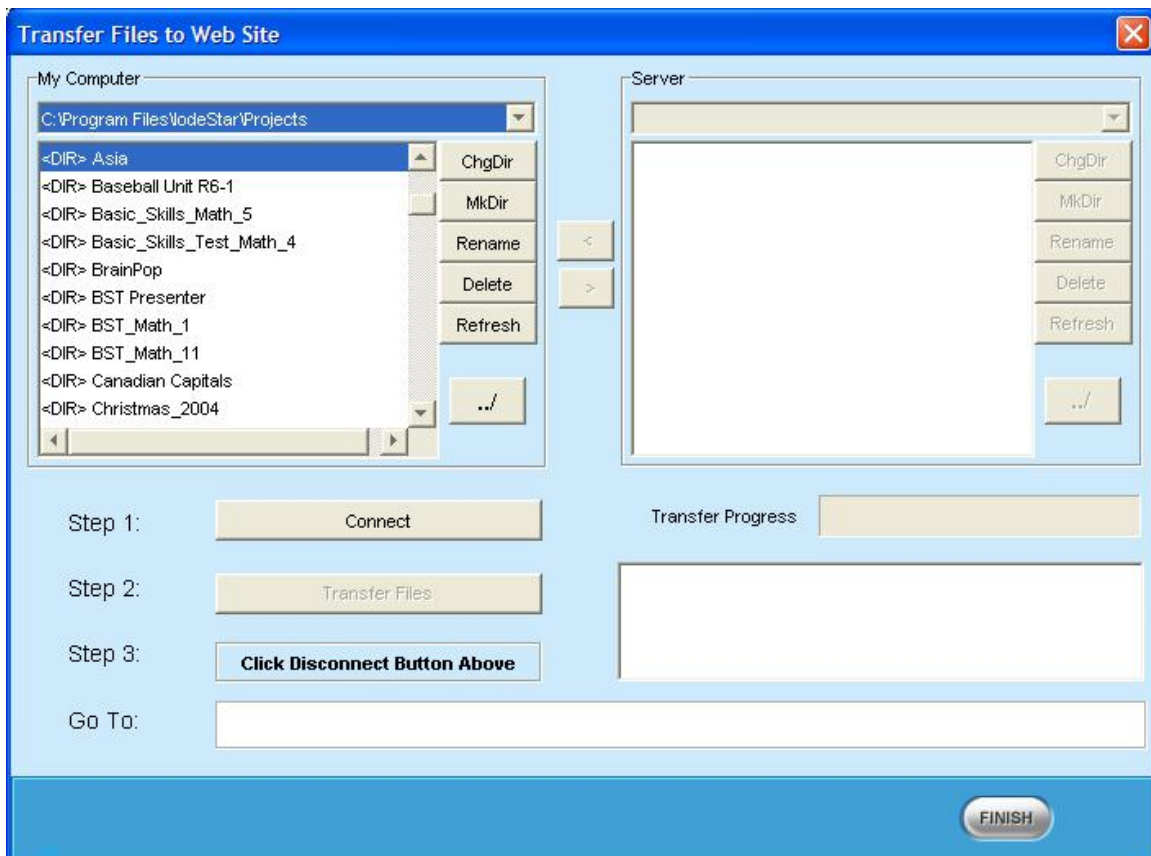 Transfer Files to Web Site
My Computer
C:\Program Files\lodeStar\Projects
<DIR> Asia
<DIR> Baseball Unit R6-1
<DIR> Basic_Skills_Math_5
<DIR> Basic_Skills_Test_Math_4
<DIR> BrainPop
<DIR> BST Presenter
<DIR> BST_Math_1
<DIR> BST_Math_11
<DIR> Canadian Capitals
<DIR> Christmas_2004
ChgDir
MkDir
Rename
Delete
Refresh
../
<
>
Server
ChgDir
MkDir
Rename
Delete
Refresh
../
Step 1:
Connect
Transfer Progress
Step 2:
Transfer Files
Step 3:
Click Disconnect Button Above
Go To:
FINISH